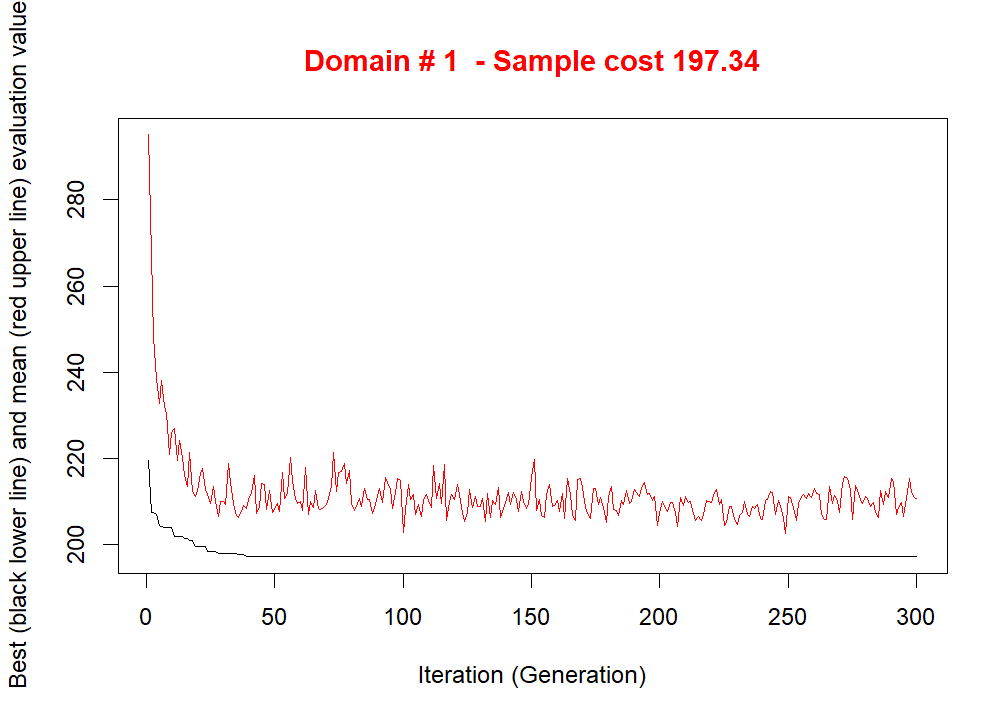 Domain # 1  - Sample cost 197.34
Best (black lower line) and mean (red upper line) evaluation value
280
260
240
220
200
0 50 100 150 200 250 300
Iteration (Generation)